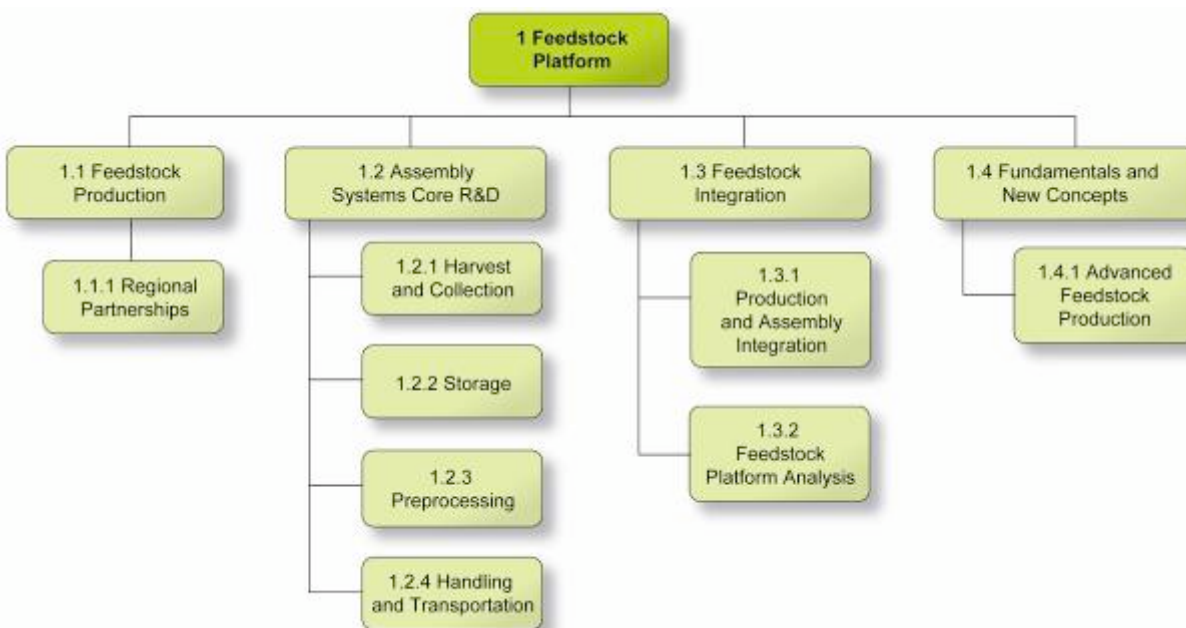 1 Feedstock
Platform
1.1 Feedstock
Production
1.2 Assembly
Systems Core R&D
1.3 Feedstock
Integration
1.4 Fundamentals and
New Concepts
1.1.1 Regional
Partnerships
1.2.1 Harvest
and Collection
1.2.2 Storage
1.2.3
Preprocessing
1.2.4 Handling
and Transportation
1.3.1
Production
and Assembly
Integration
1.3.2
Feedstock
Platform Analysis
1.4.1 Advanced
Feedstock
Production